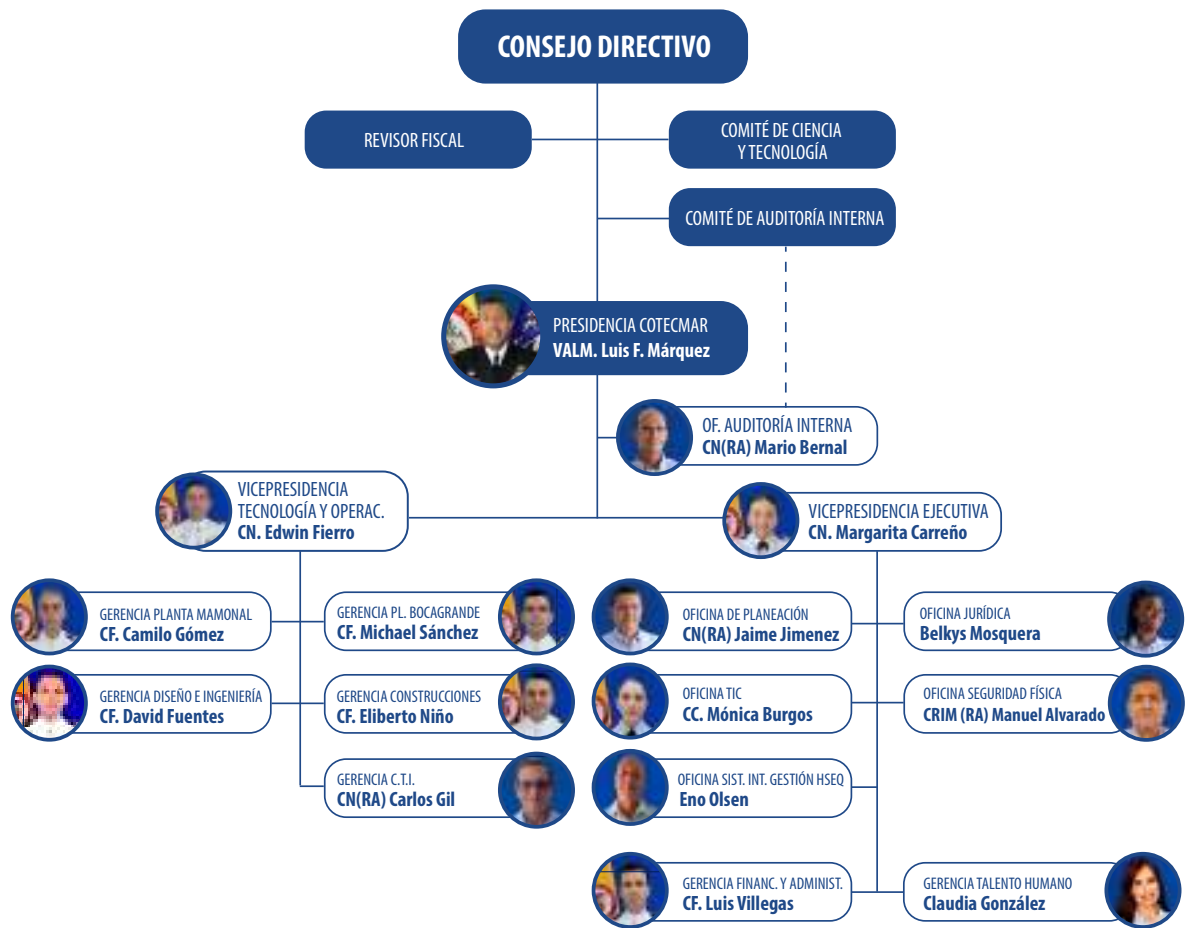 CONSEJO DIRECTIVO
REVISOR FISCAL
COMITÉ DE CIENCIA
Y TECNOLOGÍA
COMITÉ DE AUDITORÍA INTERNA
PRESIDENCIA COTECMAR
VALM. Luis F. Márquez
OF. AUDITORÍA INTERNA
CN(RA) Mario Bernal
VICEPRESIDENCIA
TECNOLOGÍA Y OPERAC.
CN. Edwin Fierro
VICEPRESIDENCIA EJECUTIVA
CN. Margarita Carreño
GERENCIA PLANTA MAMONAL
CF. Camilo Gómez
GERENCIA PL. BOCAGRANDE
CF. Michael Sánchez
OFICINA DE PLANEACIÓN
CN(RA) Jaime Jimenez
OFICINA JURÍDICA
Belkys Mosquera
GERENCIA DISEÑO E INGENIERÍA
CF. David Fuentes
GERENCIA CONSTRUCCIONES
CF. Eliberto Niño
OFICINA TIC
CC. Mónica Burgos
OFICINA SEGURIDAD FÍSICA
CRIM (RA) Manuel Alvarado
GERENCIA C.T.I.
CN(RA) Carlos Gil
OFICINA SIST. INT. GESTIÓN HSEQ
Eno Olsen
GERENCIA FINANC. Y ADMINIST.
CF. Luis Villegas
GERENCIA TALENTO HUMANO
Claudia González